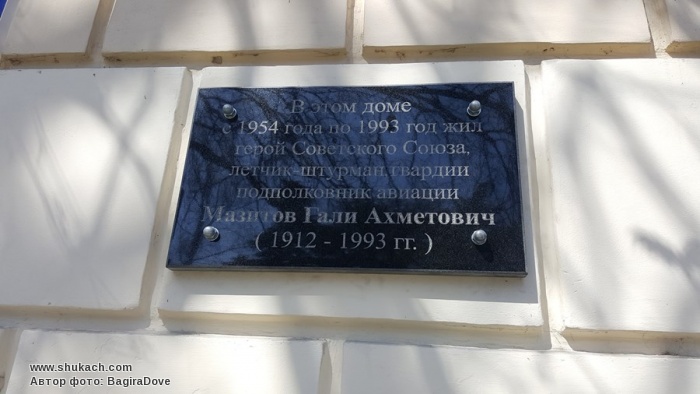 В этом доме
с 1954 года по 1993 год жил
герой Советского Союза,
летчик-штурман,гвардии
подполковник авиации
Мазитов Гали Ахметович
( 1912 - 1993 гг. )
www.shukach.com
Автор фото: BagiraDove